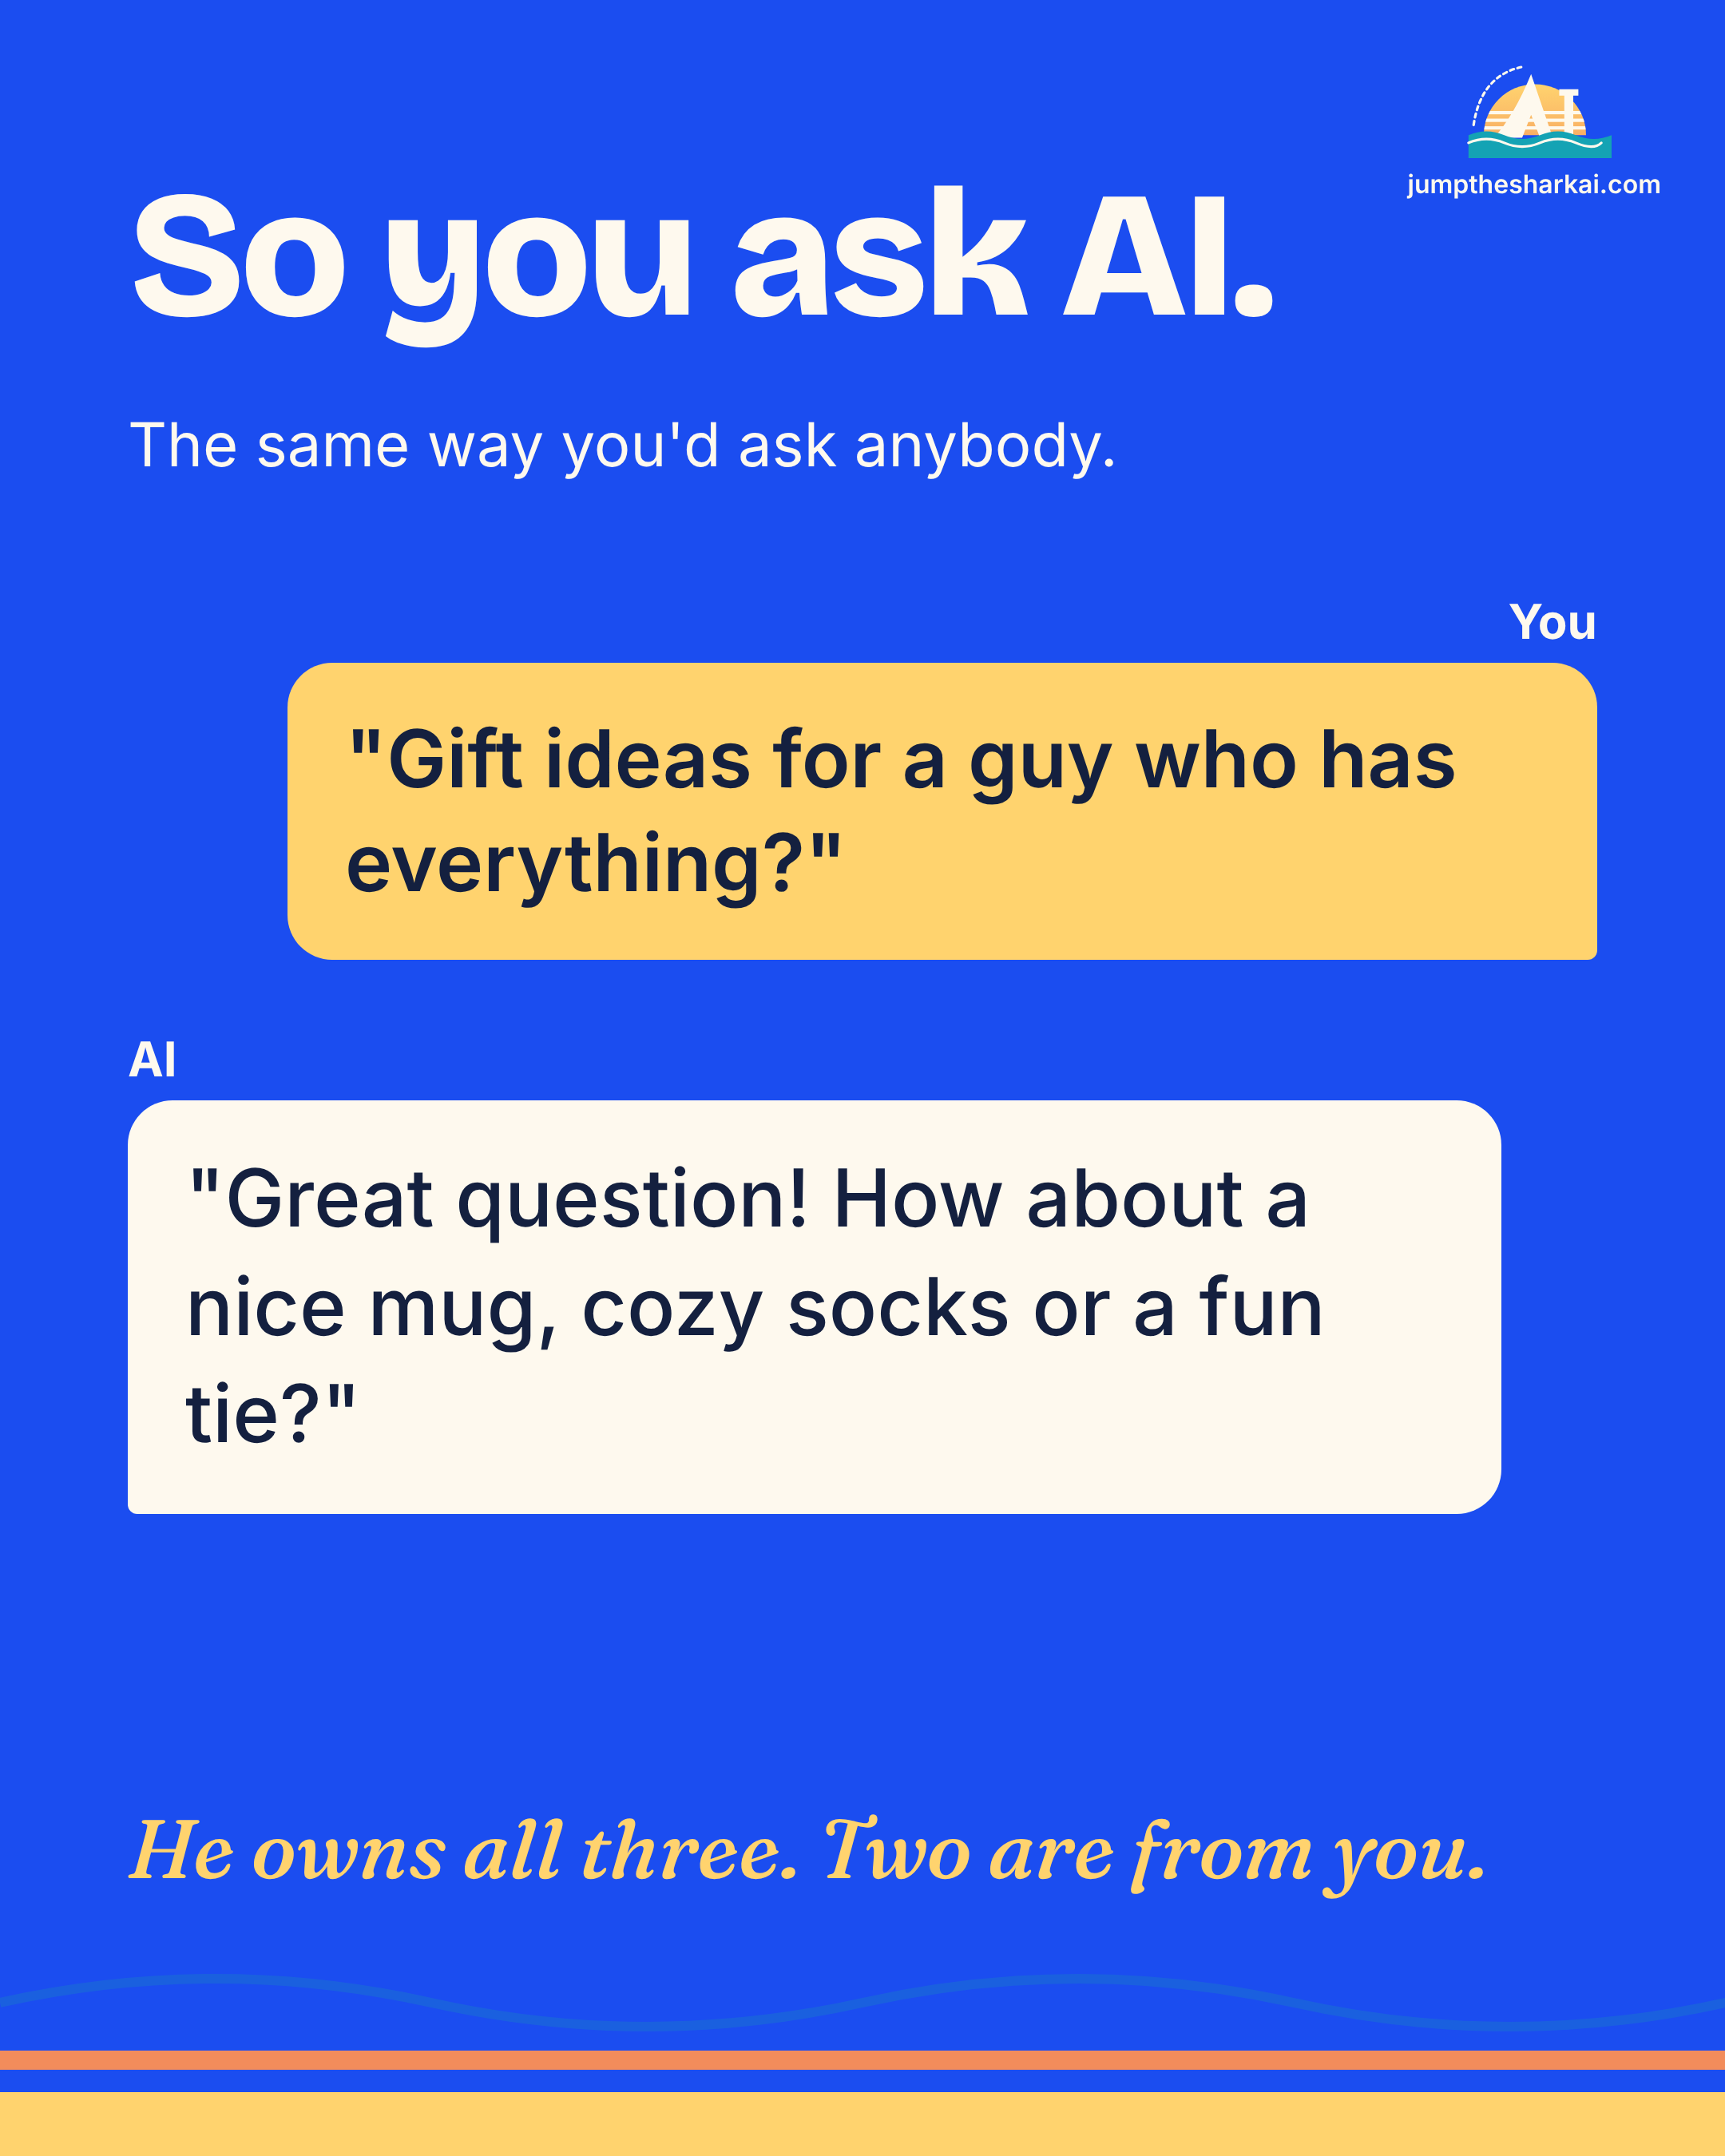 AI
jumpthesharkai.com
So you ask AI.
The same way you'd ask anybody.
You
"Gift ideas for a guy who has
everything?"
AI
"Great question! How about a
nice mug, cozy socks or a fun
tie?"
He owns all three. Two are from you.